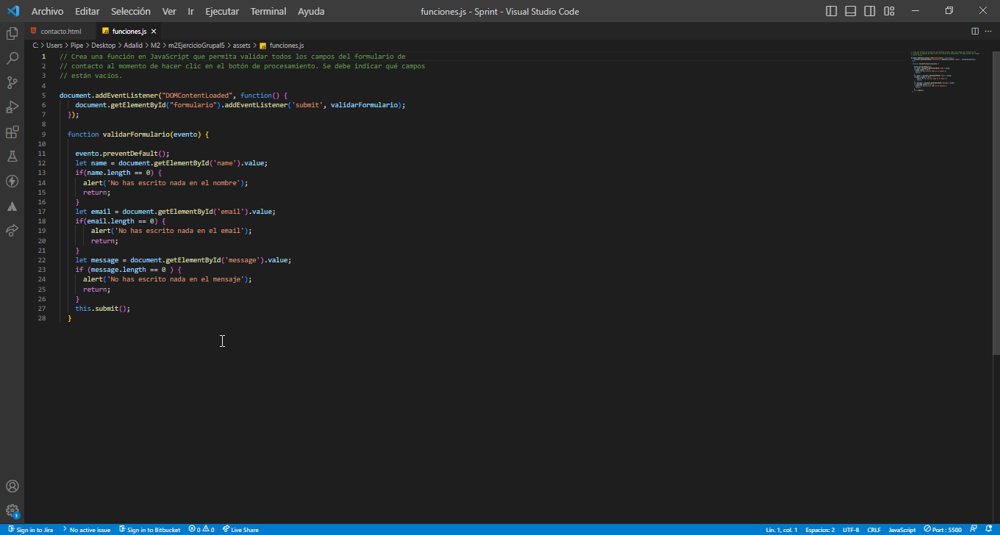 Archivo Editar Selección Ver Ir Ejecutar Terminal Ayuda funciones.js - Sprint - Visual Studio Code
contacto.html funciones.js
C: > Users > Pipe > Desktop > Adalid > M2 > m2EjercicioGrupal5 > assets > funciones.js
1 // Crea una función en JavaScript que permita validar todos los campos del formulario de
2 // contacto al momento de hacer clic en el botón de procesamiento. Se debe indicar qué campos
3 // están vacíos.
4
5 document.addEventListener("DOMContentLoaded", function() {
6 document.getElementById("formulario").addEventListener('submit', validarFormulario);
7 });
8
9 function validarFormulario(evento) {
10
11 evento.preventDefault();
12 let name = document.getElementById('name').value;
13 if(name.length == 0) {
14 alert('No has escrito nada en el nombre');
15 return;
16 }
17 let email = document.getElementById('email').value;
18 if(email.length == 0) {
19 alert('No has escrito nada en el email');
20 return;
21 }
22 let message = document.getElementById('message').value;
23 if (message.length == 0 ) {
24 alert('No has escrito nada en el mensaje');
25 return;
26 }
27 this.submit();
28 }
1
Sign in to Jira No active issue Sign in to Bitbucket 0 0 Live Share Lín. 1, col. 1 Espacios: 2 UTF-8 CRLF JavaScript Port : 5500